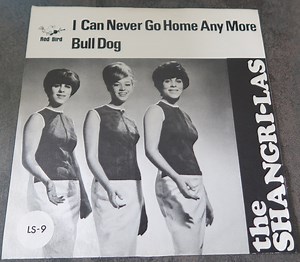 Red Bird
I Can Never Go Home Any More
Bull Dog
the
SHANGRI-LAS
LS-9